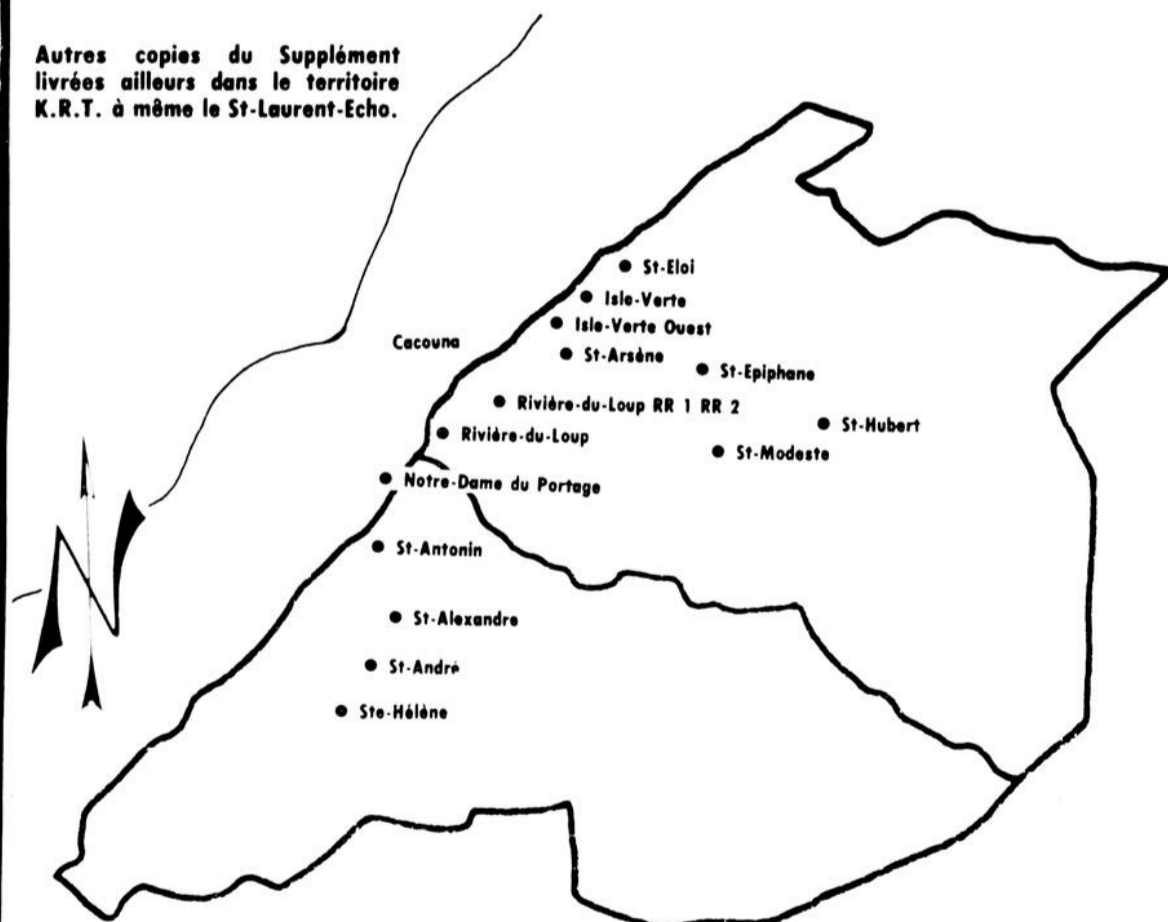 Autres copies du Supplément
livrées ailleurs dans le territoire
K.R.T. à même le St-Laurent-Echo.
St-Eloi
Isle-Verte
Isle-Verte Ouest
Cacouna
St-Arsène
St-Epiphane
Rivière-du-Loup RR 1 RR 2
St-Hubert
Rivière-du-Loup
St-Modeste
Notre-Dame du Portage
St-Antonin
St-Alexandre
St-André
Ste-Hélène
N